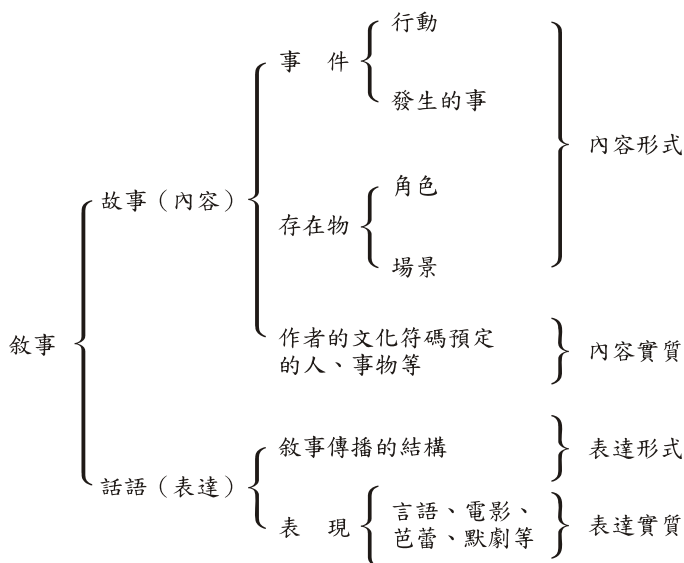 敘事
故事（內容）
事　件
行動
發生的事
存在物
角色
場景
內容形式
作者的文化符碼預定
的人、事物等
內容實質
話語（表達）
敘事傳播的結構
表達形式
表　現
言語、電影、
芭蕾、默劇等
表達實質